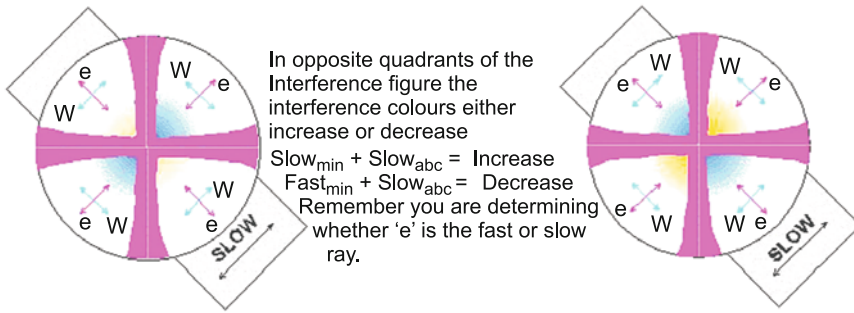 e
W
W
e
In opposite quadrants of the
Interference figure the
interference colours either
increase or decrease
Slowmin + Slowabc = Increase
Fastmin + Slowabc = Decrease
Remember you are determining
whether 'e' is the fast or slow
ray.
e
W
W
e
SLOW
e
W
W
e
e
W
W
e
SLOW